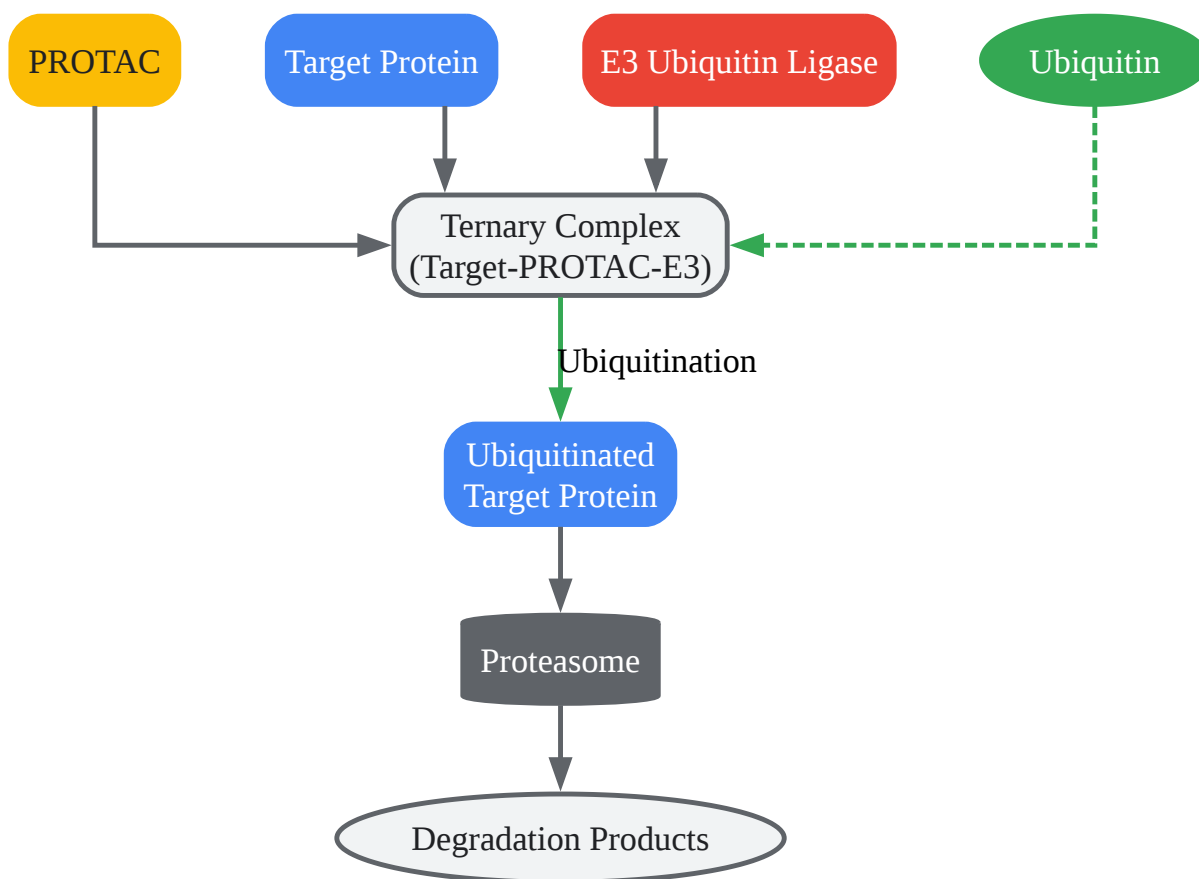 PROTAC
Target Protein
E3 Ubiquitin Ligase
Ubiquitin
Ternary Complex
(Target-PROTAC-E3)
Ubiquitination
Ubiquitinated
Target Protein
Proteasome
Degradation Products